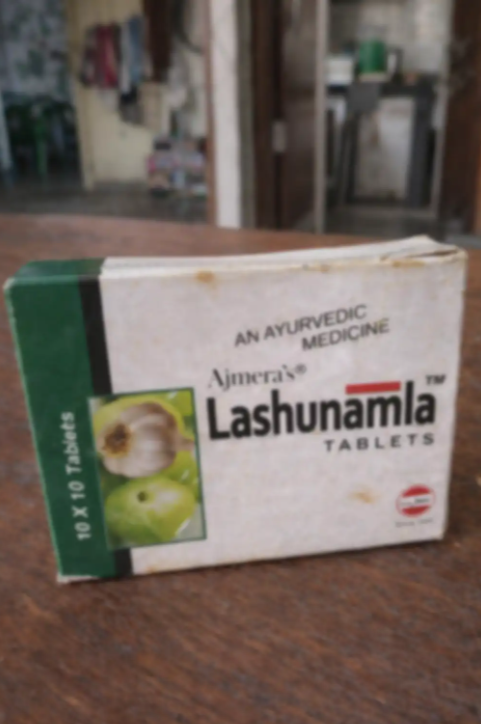 AN AYURVEDIC
MEDICINE
Ajmera's®
Lashunamla™
TABLETS
10 X 10 Tablets